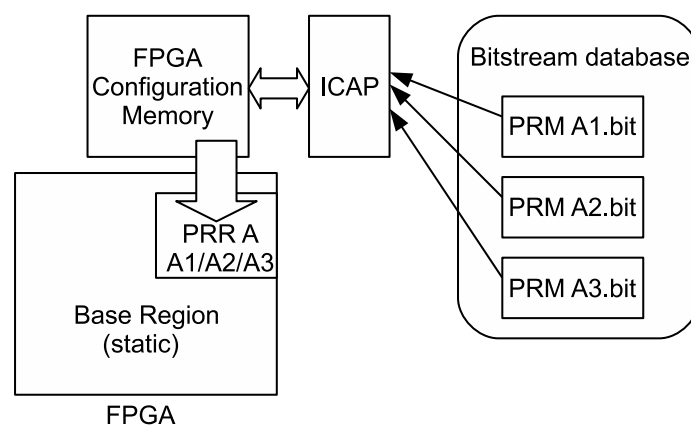 FPGA
Configuration
Memory
ICAP
Bitstream database
PRM A1.bit
PRM A2.bit
PRM A3.bit
PRR A
A1/A2/A3
Base Region
(static)
FPGA